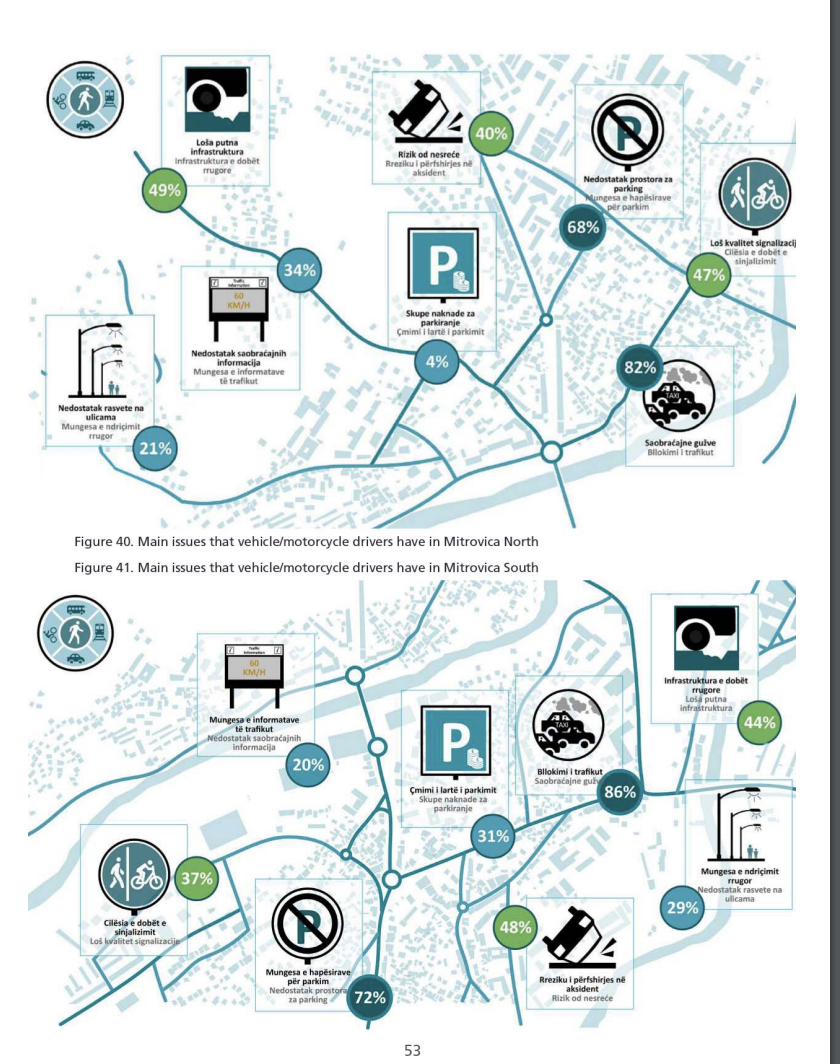 Loša putna
infrastruktura
Infrastruktura e dobët
rrugore
49%
Rizik od nesreće
Rreziku i përfshirjes në
aksident
40%
P
Nedostatak prostora za
parking
Mungesa e hapësirave
për parkim
68%
Loš kvalitet signalizacij
Cilësia e dobët e
sinjalizimit
47%
Traffic
Information
60
KM/H
Nedostatak saobraćajnih
informacija
Mungesa e informatave
të trafikut
34%
P
Skupe naknade za
parkiranje
Çmimi i lartë i parkimit
4%
Nedostatak rasvete na
ulicama
Mungesa e ndriçimit
rrugor
21%
TAXI
Saobraćajne gužve
Bllokimi i trafikut
82%
Figure 40. Main issues that vehicle/motorcycle drivers have in Mitrovica North
Figure 41. Main issues that vehicle/motorcycle drivers have in Mitrovica South
Traffic
Information
60
KM/H
Mungesa e informatave
të trafikut
Nedostatak saobraćajnih
informacija
20%
P
Çmimi i lartë i parkimit
Skupe naknade za
parkiranje
31%
TAXI
Bllokimi i trafikut
Saobraćajne gužve
86%
Infrastruktura e dobët
rrugore
Loša putna
infrastruktura
44%
Cilësia e dobët e
sinjalizimit
Loš kvalitet signalizacije
37%
P
Mungesa e hapësirave
për parkim
Nedostatak prostora
za parking
72%
48%
Rreziku i përfshirjes në
aksident
Rizik od nesreće
Mungesa e ndriçimit
rrugor
Nedostatak rasvete na
ulicama
29%
53